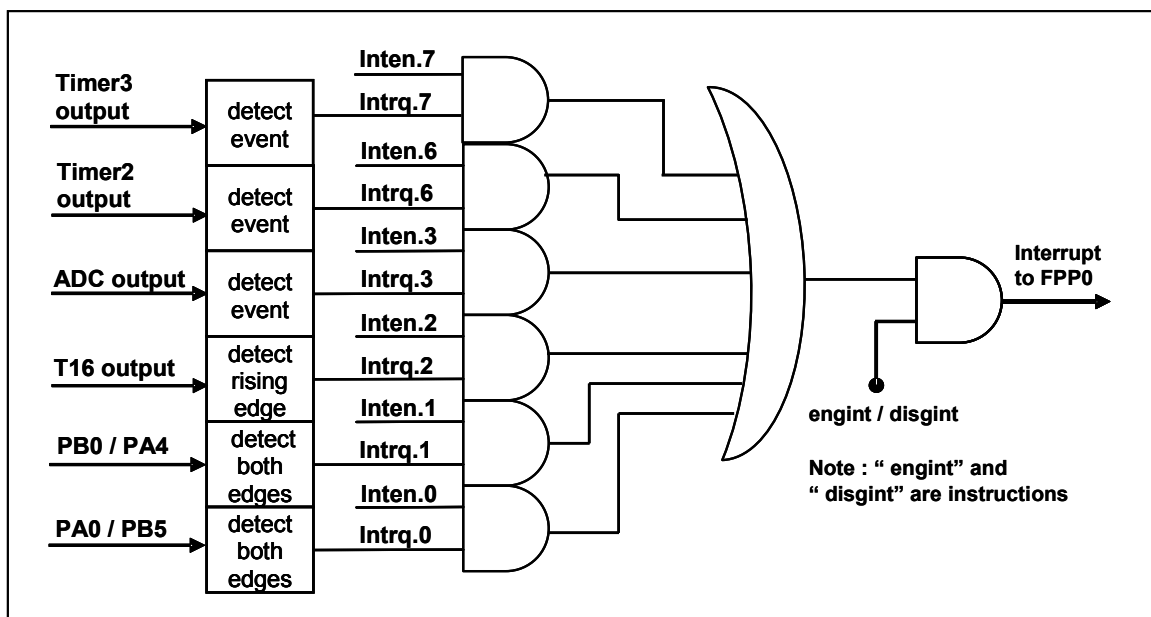 Timer3
output
detect
event
Inten.7
Intrq.7
Timer2
output
detect
event
Inten.6
Intrq.6
ADC output
detect
event
Inten.3
Intrq.3
T16 output
detect
rising
edge
Inten.2
Intrq.2
PB0 / PA4
detect
both
edges
Inten.1
Intrq.1
PA0 / PB5
detect
both
edges
Inten.0
Intrq.0
Interrupt
to FPP0
engint / disgint
Note : “ engint” and
“ disgint” are instructions